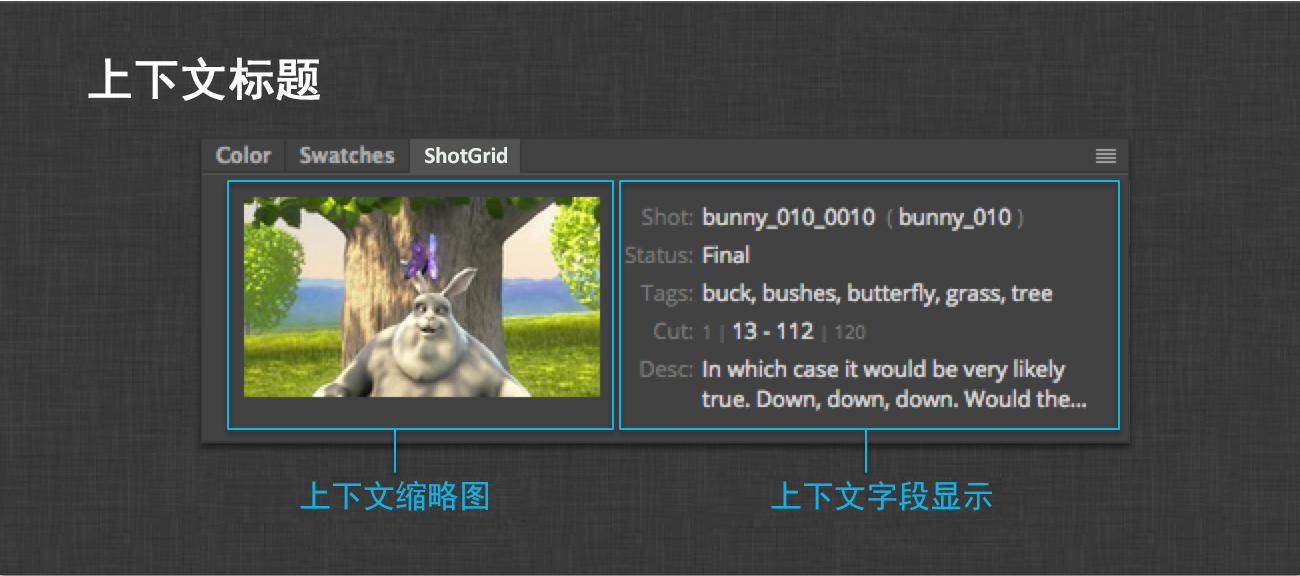 上下文标题
Color Swatches ShotGrid
Shot: bunny_010_0010 ( bunny_010 )
Status: Final
Tags: buck, bushes, butterfly, grass, tree
Cut: 1 | 13 - 112 | 120
Desc: In which case it would be very likely
true. Down, down, down. Would the...
上下文缩略图 上下文字段显示